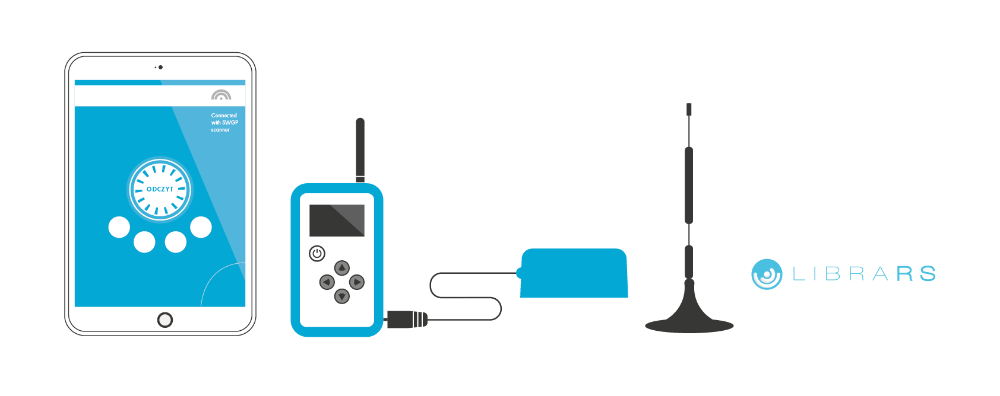 Connected
with SWGP
scanner
ODCZYT
LIBRARS